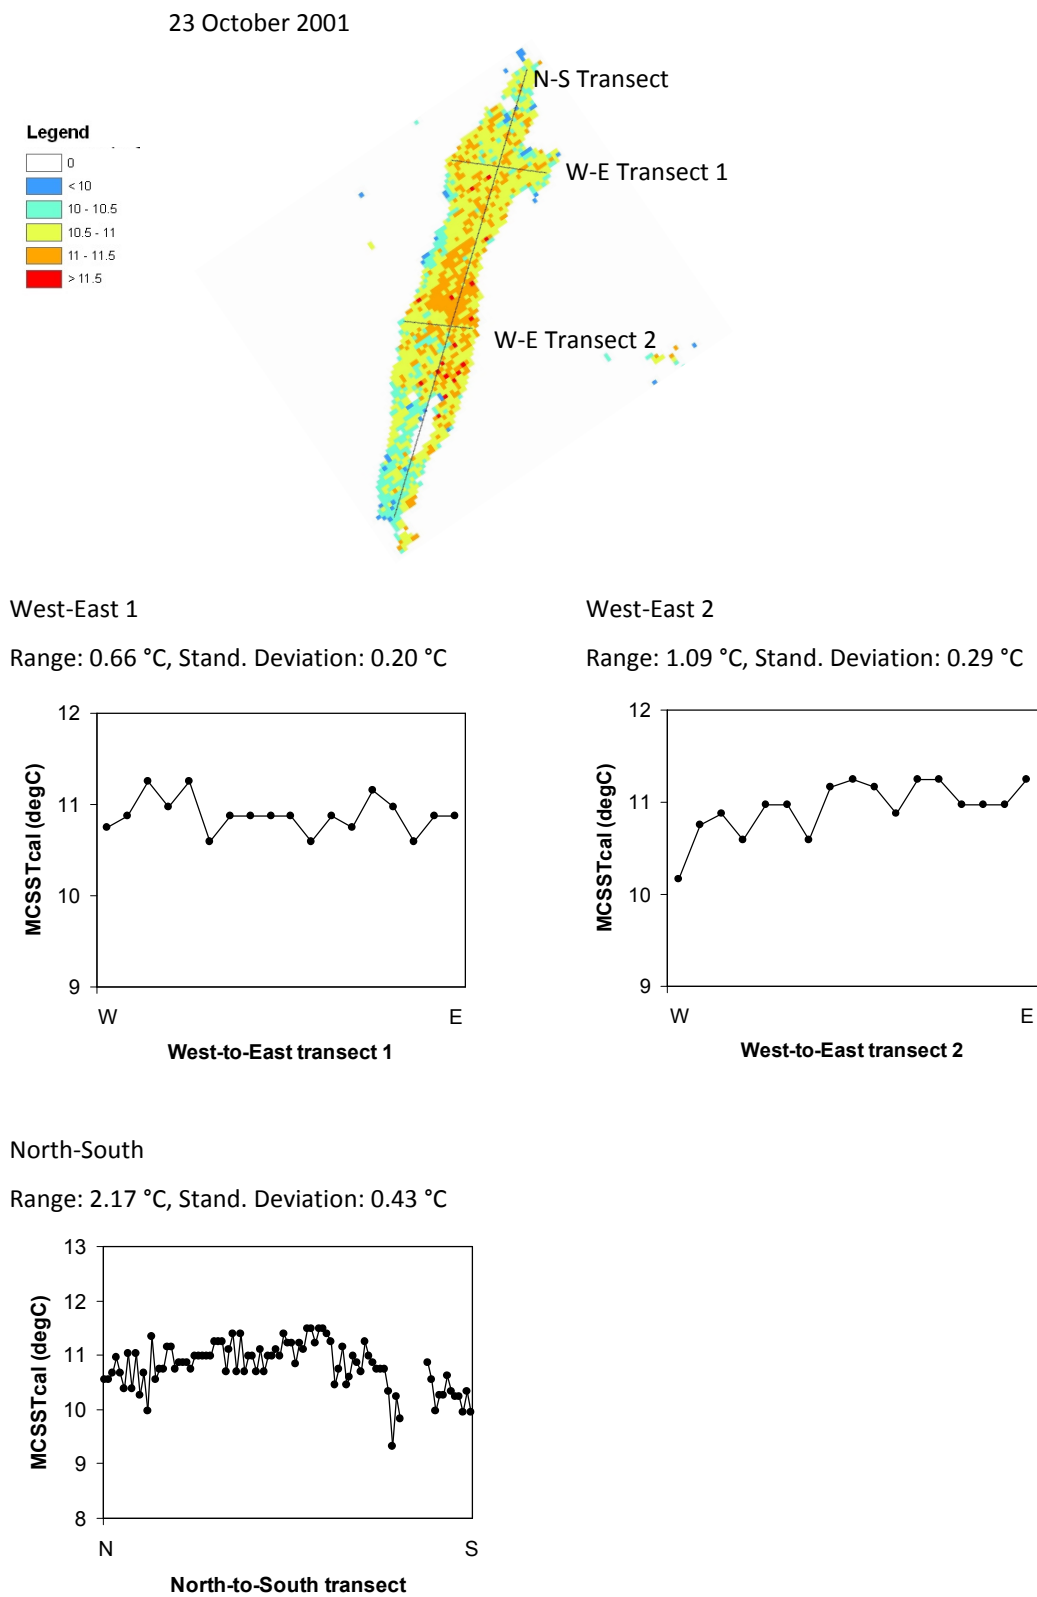 23 October 2001
N-S Transect
Legend
0
W-E Transect 1
< 10
10 - 10.5
10.5 - 11
11 - 11.5
> 11.5
W-E Transect 2
West-East 1
West-East 2
Range: 0.66 °C, Stand. Deviation: 0.20 °C
Range: 1.09 °C, Stand. Deviation: 0.29 °C
12
11
10
9
MCSSTcal (degC)
W E
West-to-East transect 1
12
11
10
9
MCSSTcal (degC)
W E
West-to-East transect 2
North-South
Range: 2.17 °C, Stand. Deviation: 0.43 °C
13
12
11
10
9
8
MCSSTcal (degC)
N S
North-to-South transect